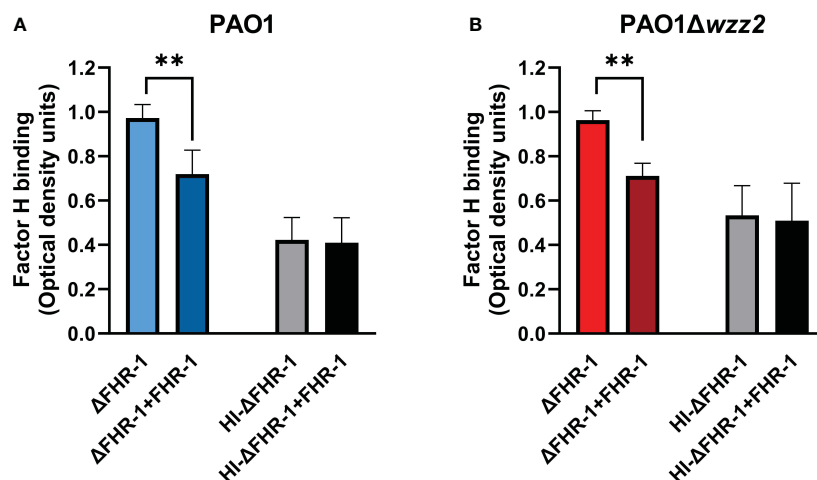 A
PAO1
Factor H binding
(Optical density units)
1.2
1.0
0.8
0.6
0.4
0.2
0.0
**
ΔFHR-1
ΔFHR-1+FHR-1
HI-ΔFHR-1
HI-ΔFHR-1+FHR-1
B
PAO1Δwzz2
Factor H binding
(Optical density units)
1.2
1.0
0.8
0.6
0.4
0.2
0.0
**
ΔFHR-1
ΔFHR-1+FHR-1
HI-ΔFHR-1
HI-ΔFHR-1+FHR-1